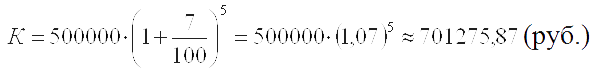 K = 500000·(1+7/100)^5 = 500000·(1,07)^5 ≈ 701275,87 (руб.)